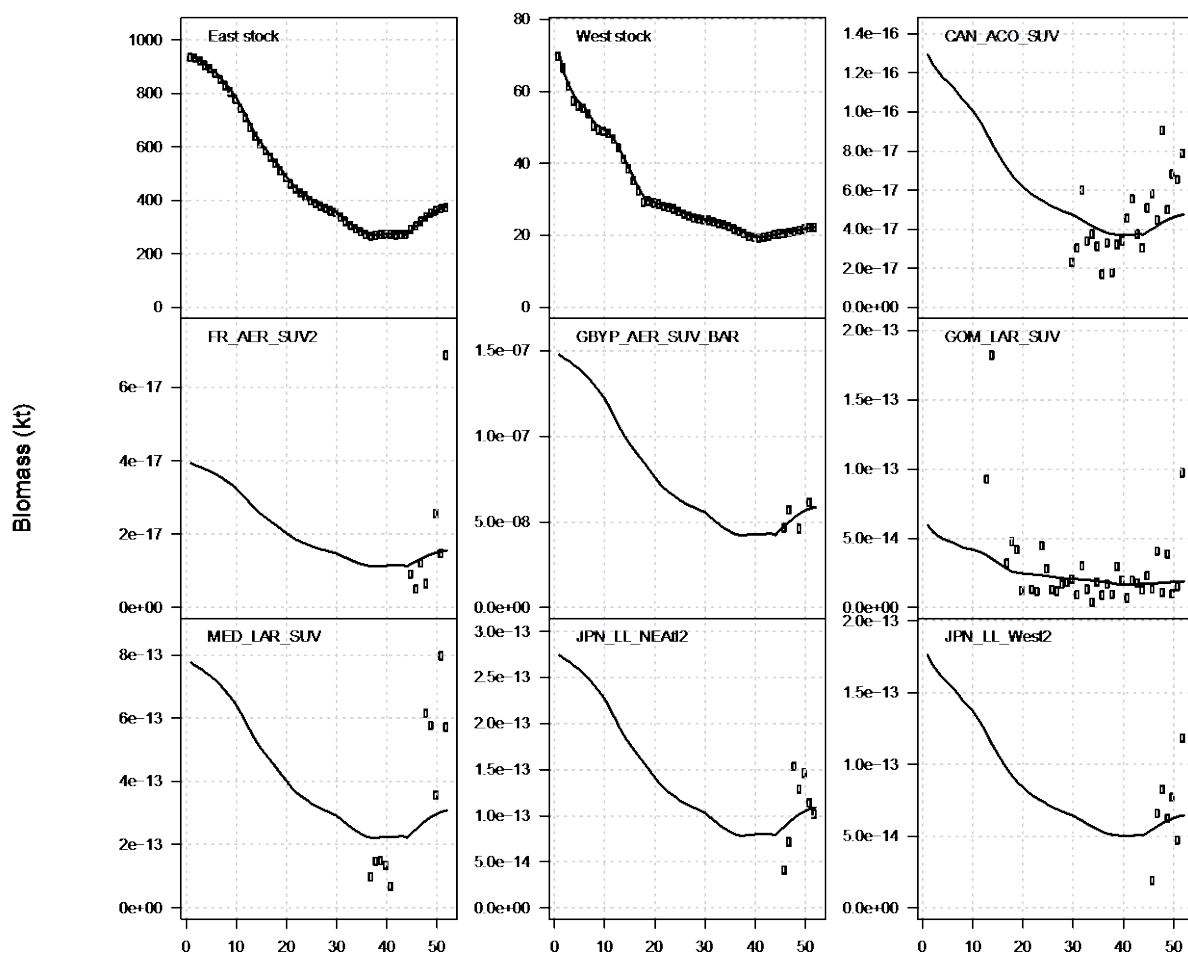 East stock
West stock
CAN_ACO_SUV
1000
800
600
400
200
0
80
60
40
20
0
1.4e-16
1.2e-16
1.0e-16
8.0e-17
6.0e-17
4.0e-17
2.0e-17
0.0e+00
FR_AER_SUV2
GBYP_AER_SUV_BAR
GOM_LAR_SUV
6e-17
4e-17
2e-17
0e+00
1.5e-07
1.0e-07
5.0e-08
0.0e+00
2.0e-13
1.5e-13
1.0e-13
5.0e-14
0.0e+00
Biomass (kt)
MED_LAR_SUV
JPN_LL_NEAtl2
JPN_LL_West2
8e-13
6e-13
4e-13
2e-13
0e+00
3.0e-13
2.5e-13
2.0e-13
1.5e-13
1.0e-13
5.0e-14
0.0e+00
2.0e-13
1.5e-13
1.0e-13
5.0e-14
0.0e+00
0 10 20 30 40 50
0 10 20 30 40 50
0 10 20 30 40 50